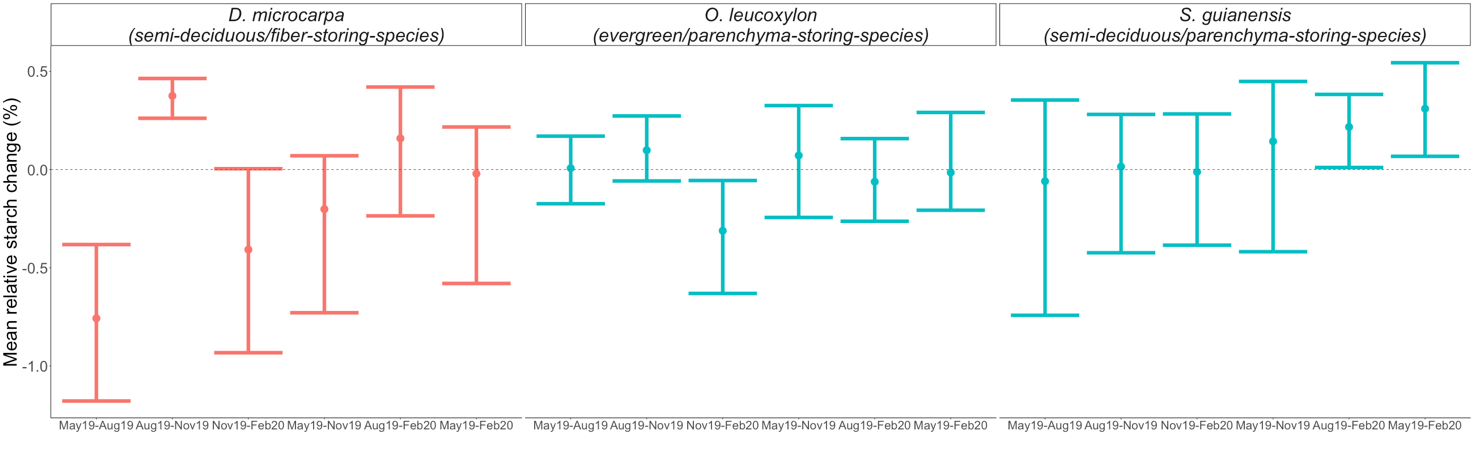 D. microcarpa
(semi-deciduous/fiber-storing-species)
O. leucoxylon
(evergreen/parenchyma-storing-species)
S. guianensis
(semi-deciduous/parenchyma-storing-species)
Mean relative starch change (%)
0.5
0.0
-0.5
-1.0
May19-Aug19 Aug19-Nov19 Nov19-Feb20 May19-Nov19 Aug19-Feb20 May19-Feb20
May19-Aug19 Aug19-Nov19 Nov19-Feb20 May19-Nov19 Aug19-Feb20 May19-Feb20
May19-Aug19 Aug19-Nov19 Nov19-Feb20 May19-Nov19 Aug19-Feb20 May19-Feb20